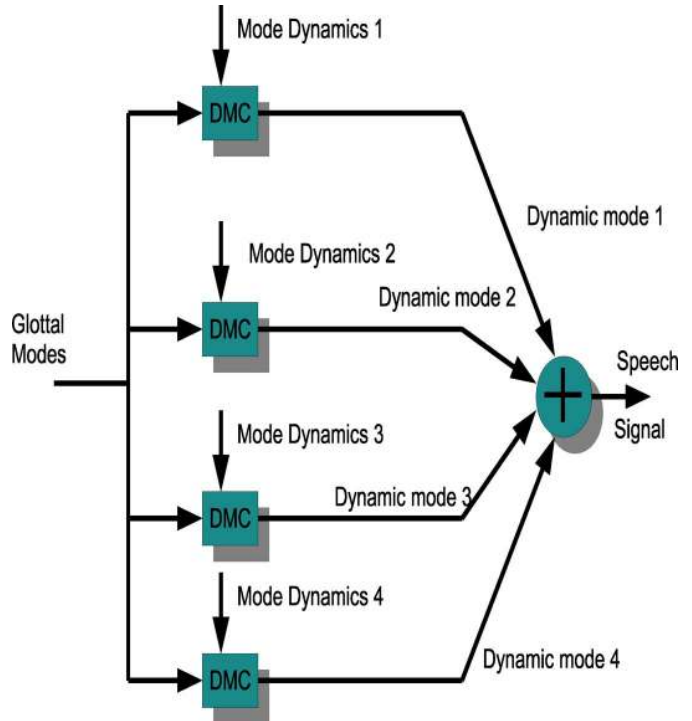 Mode Dynamics 1
DMC
Dynamic mode 1
Mode Dynamics 2
Dynamic mode 2
Glottal
Modes
DMC
Speech
Signal
Mode Dynamics 3
Dynamic mode 3
DMC
Mode Dynamics 4
Dynamic mode 4
DMC